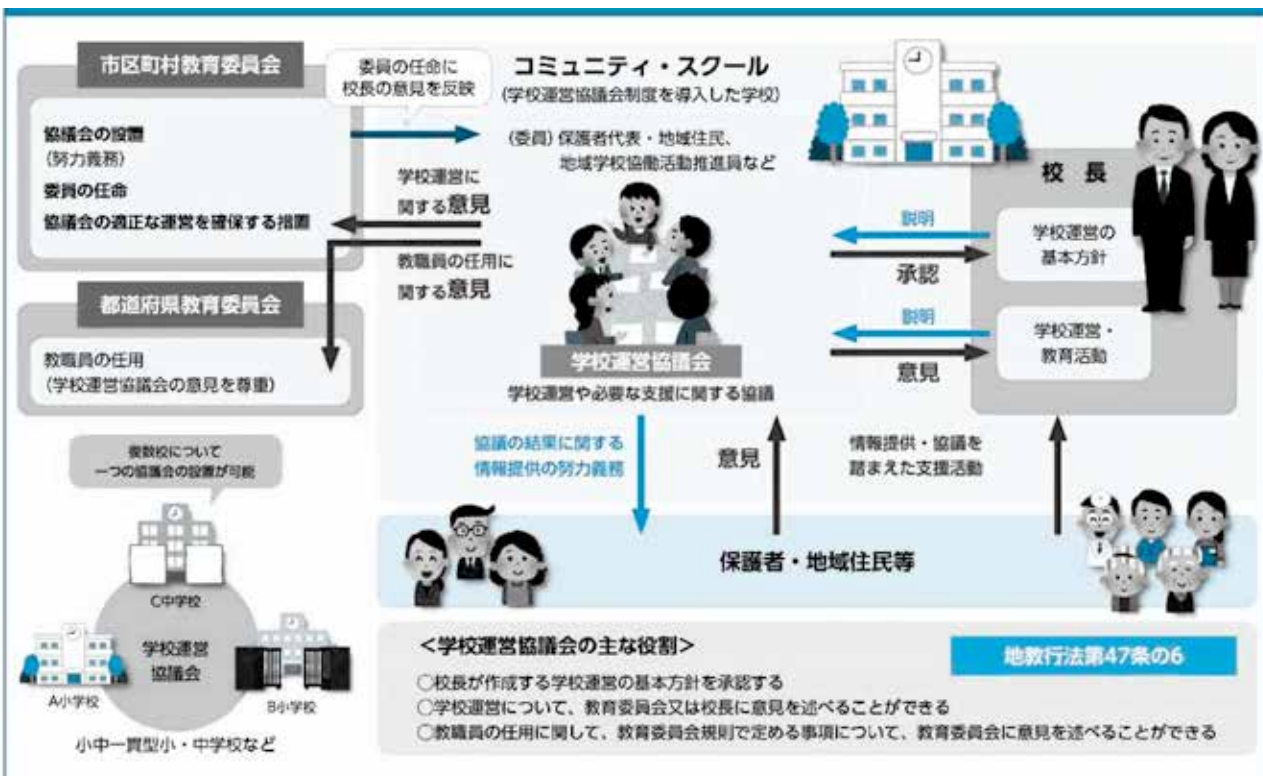 市区町村教育委員会
協議会の設置
(努力義務)
委員の任命
協議会の適正な運営を確保する措置
委員の任命に
校長の意見を反映
コミュニティ・スクール
(学校運営協議会制度を導入した学校)
(委員) 保護者代表・地域住民、
地域学校協働活動推進員など
学校運営に
関する意見
教職員の任用に
関する意見
都道府県教育委員会
教職員の任用
(学校運営協議会の意見を尊重)
学校運営協議会
学校運営や必要な支援に関する協議
校長
説明
承認
学校運営の
基本方針
説明
意見
学校運営・
教育活動
協議の結果に関する
情報提供の努力義務
意見
情報提供・協議を
踏まえた支援活動
保護者・地域住民等
複数校について
一つの協議会の設置が可能
C中学校
学校運営
協議会
A小学校
B小学校
小中一貫型小・中学校など
<学校運営協議会の主な役割>
地教行法第47条の6
○校長が作成する学校運営の基本方針を承認する
○学校運営について、教育委員会又は校長に意見を述べることができる
○教職員の任用に関して、教育委員会規則で定める事項について、教育委員会に意見を述べることができる